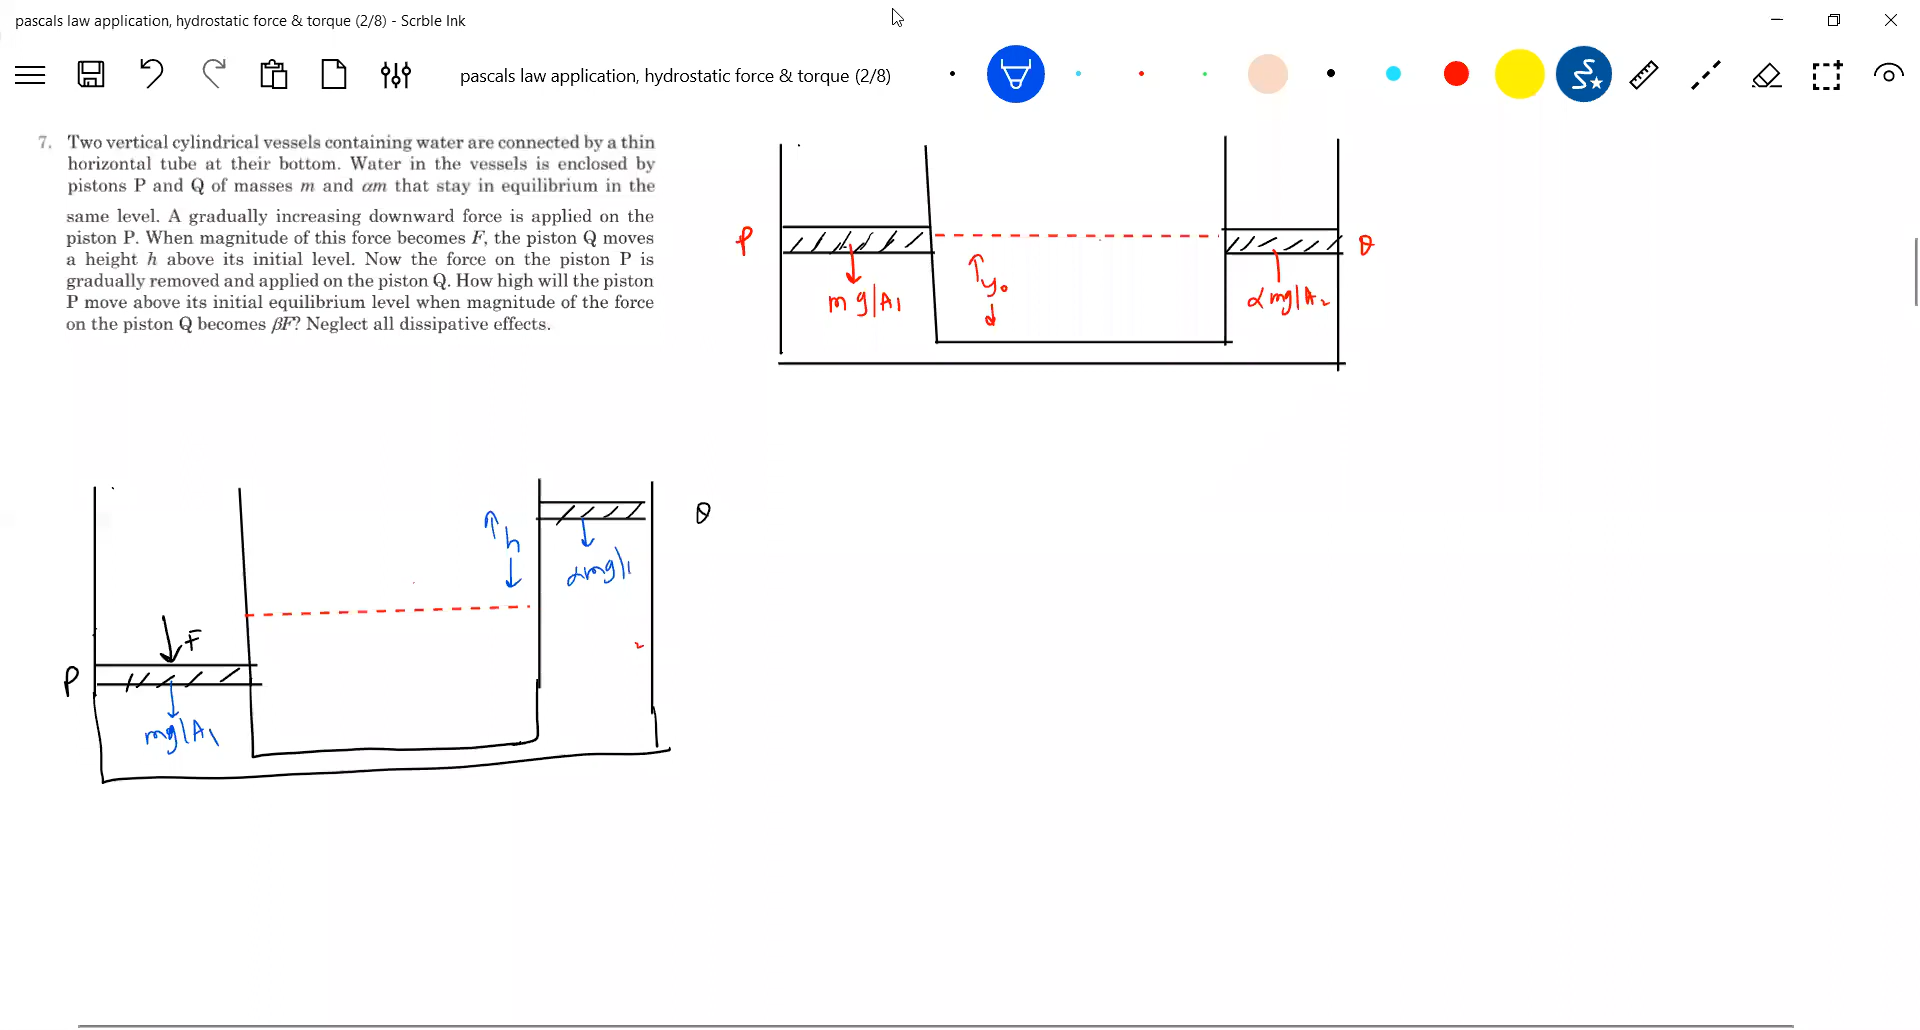 pascals law application, hydrostatic force & torque (2/8) - Scrble Ink
pascals law application, hydrostatic force & torque (2/8)
7. Two vertical cylindrical vessels containing water are connected by a thin
horizontal tube at their bottom. Water in the vessels is enclosed by
pistons P and Q of masses m and αm that stay in equilibrium in the
same level. A gradually increasing downward force is applied on the
piston P. When magnitude of this force becomes F, the piston Q moves
a height h above its initial level. Now the force on the piston P is
gradually removed and applied on the piston Q. How high will the piston
P move above its initial equilibrium level when magnitude of the force
on the piston Q becomes βF? Neglect all dissipative effects.
P
Q
y₀
mg/A₁
αmg/A₂
Q
h
αmg/
F
2
P
mg/A₁